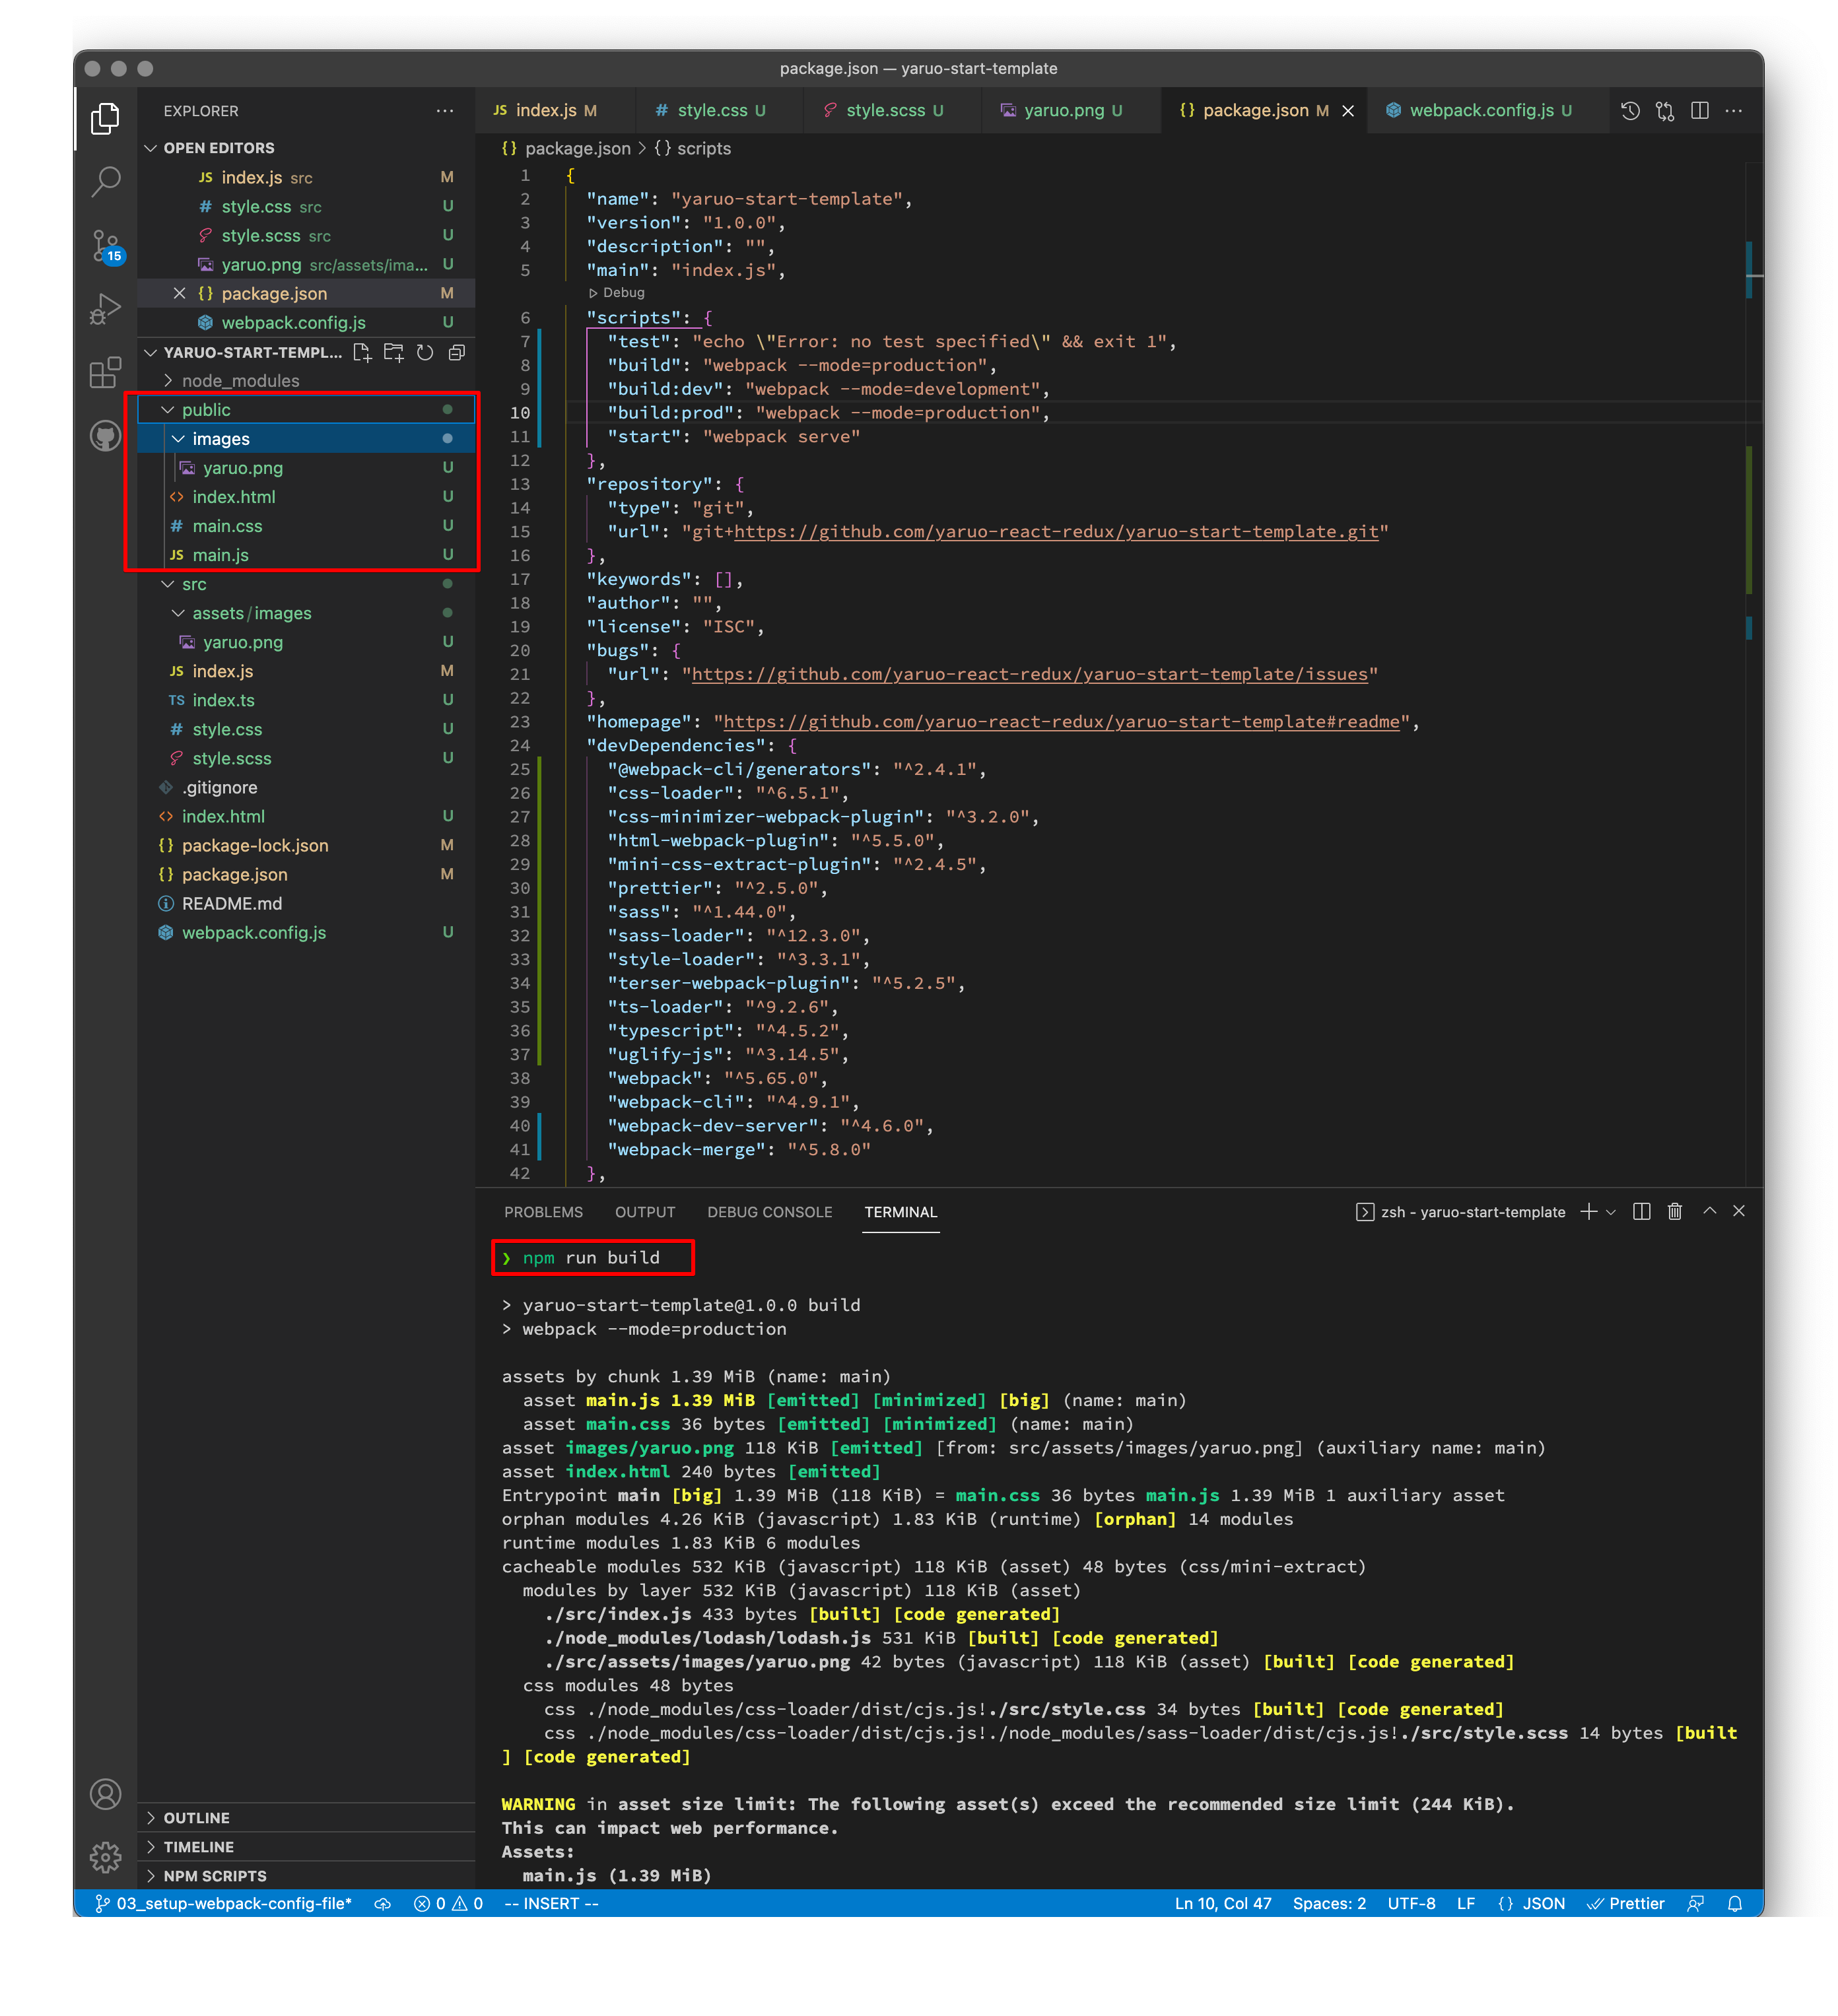 package.json — yaruo-start-template
EXPLORER
OPEN EDITORS
JS index.js src M
# style.css src U
style.scss src U
yaruo.png src/assets/ima... U
{} package.json M
webpack.config.js U
YARUO-START-TEMPL...
node_modules
public
images
yaruo.png U
<> index.html U
# main.css U
JS main.js U
src
assets/images
yaruo.png U
JS index.js M
TS index.ts U
# style.css U
style.scss U
.gitignore
<> index.html U
{} package-lock.json M
{} package.json M
README.md
webpack.config.js U
OUTLINE
TIMELINE
NPM SCRIPTS
15
JS index.js M
# style.css U
style.scss U
yaruo.png U
{} package.json M
webpack.config.js U
{} package.json > {} scripts
1 {
2 "name": "yaruo-start-template",
3 "version": "1.0.0",
4 "description": "",
5 "main": "index.js",
Debug
6 "scripts": {
7 "test": "echo \"Error: no test specified\" && exit 1",
8 "build": "webpack --mode=production",
9 "build:dev": "webpack --mode=development",
10 "build:prod": "webpack --mode=production",
11 "start": "webpack serve"
12 },
13 "repository": {
14 "type": "git",
15 "url": "git+https://github.com/yaruo-react-redux/yaruo-start-template.git"
16 },
17 "keywords": [],
18 "author": "",
19 "license": "ISC",
20 "bugs": {
21 "url": "https://github.com/yaruo-react-redux/yaruo-start-template/issues"
22 },
23 "homepage": "https://github.com/yaruo-react-redux/yaruo-start-template#readme",
24 "devDependencies": {
25 "@webpack-cli/generators": "^2.4.1",
26 "css-loader": "^6.5.1",
27 "css-minimizer-webpack-plugin": "^3.2.0",
28 "html-webpack-plugin": "^5.5.0",
29 "mini-css-extract-plugin": "^2.4.5",
30 "prettier": "^2.5.0",
31 "sass": "^1.44.0",
32 "sass-loader": "^12.3.0",
33 "style-loader": "^3.3.1",
34 "terser-webpack-plugin": "^5.2.5",
35 "ts-loader": "^9.2.6",
36 "typescript": "^4.5.2",
37 "uglify-js": "^3.14.5",
38 "webpack": "^5.65.0",
39 "webpack-cli": "^4.9.1",
40 "webpack-dev-server": "^4.6.0",
41 "webpack-merge": "^5.8.0"
42 },
PROBLEMS OUTPUT DEBUG CONSOLE TERMINAL zsh - yaruo-start-template
❯ npm run build
> yaruo-start-template@1.0.0 build
> webpack --mode=production
assets by chunk 1.39 MiB (name: main)
asset main.js 1.39 MiB [emitted] [minimized] [big] (name: main)
asset main.css 36 bytes [emitted] [minimized] (name: main)
asset images/yaruo.png 118 KiB [emitted] [from: src/assets/images/yaruo.png] (auxiliary name: main)
asset index.html 240 bytes [emitted]
Entrypoint main [big] 1.39 MiB (118 KiB) = main.css 36 bytes main.js 1.39 MiB 1 auxiliary asset
orphan modules 4.26 KiB (javascript) 1.83 KiB (runtime) [orphan] 14 modules
runtime modules 1.83 KiB 6 modules
cacheable modules 532 KiB (javascript) 118 KiB (asset) 48 bytes (css/mini-extract)
modules by layer 532 KiB (javascript) 118 KiB (asset)
./src/index.js 433 bytes [built] [code generated]
./node_modules/lodash/lodash.js 531 KiB [built] [code generated]
./src/assets/images/yaruo.png 42 bytes (javascript) 118 KiB (asset) [built] [code generated]
css modules 48 bytes
css ./node_modules/css-loader/dist/cjs.js!./src/style.css 34 bytes [built] [code generated]
css ./node_modules/css-loader/dist/cjs.js!./node_modules/sass-loader/dist/cjs.js!./src/style.scss 14 bytes [built
] [code generated]
WARNING in asset size limit: The following asset(s) exceed the recommended size limit (244 KiB).
This can impact web performance.
Assets:
main.js (1.39 MiB)
03_setup-webpack-config-file* 0 0 -- INSERT -- Ln 10, Col 47 Spaces: 2 UTF-8 LF {} JSON Prettier